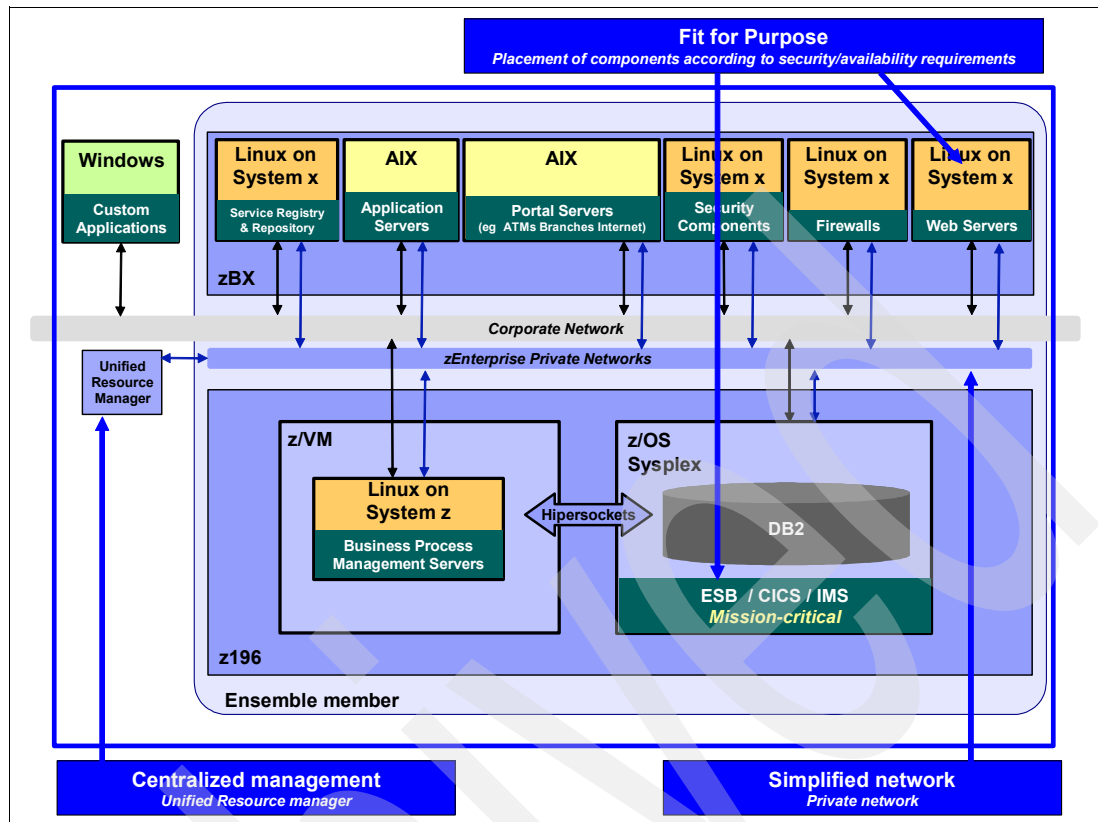 Fit for Purpose
Placement of components according to security/availability requirements
Windows
Custom
Applications
Linux on
System x
Service Registry
& Repository
AIX
Application
Servers
AIX
Portal Servers
(eg ATMs Branches Internet)
Linux on
System x
Security
Components
Linux on
System x
Firewalls
Linux on
System x
Web Servers
zBX
Corporate Network
zEnterprise Private Networks
Unified
Resource
Manager
z/VM
Linux on
System z
Business Process
Management Servers
Hipersockets
z/OS
Sysplex
DB2
ESB / CICS / IMS
Mission-critical
z196
Ensemble member
Centralized management
Unified Resource manager
Simplified network
Private network